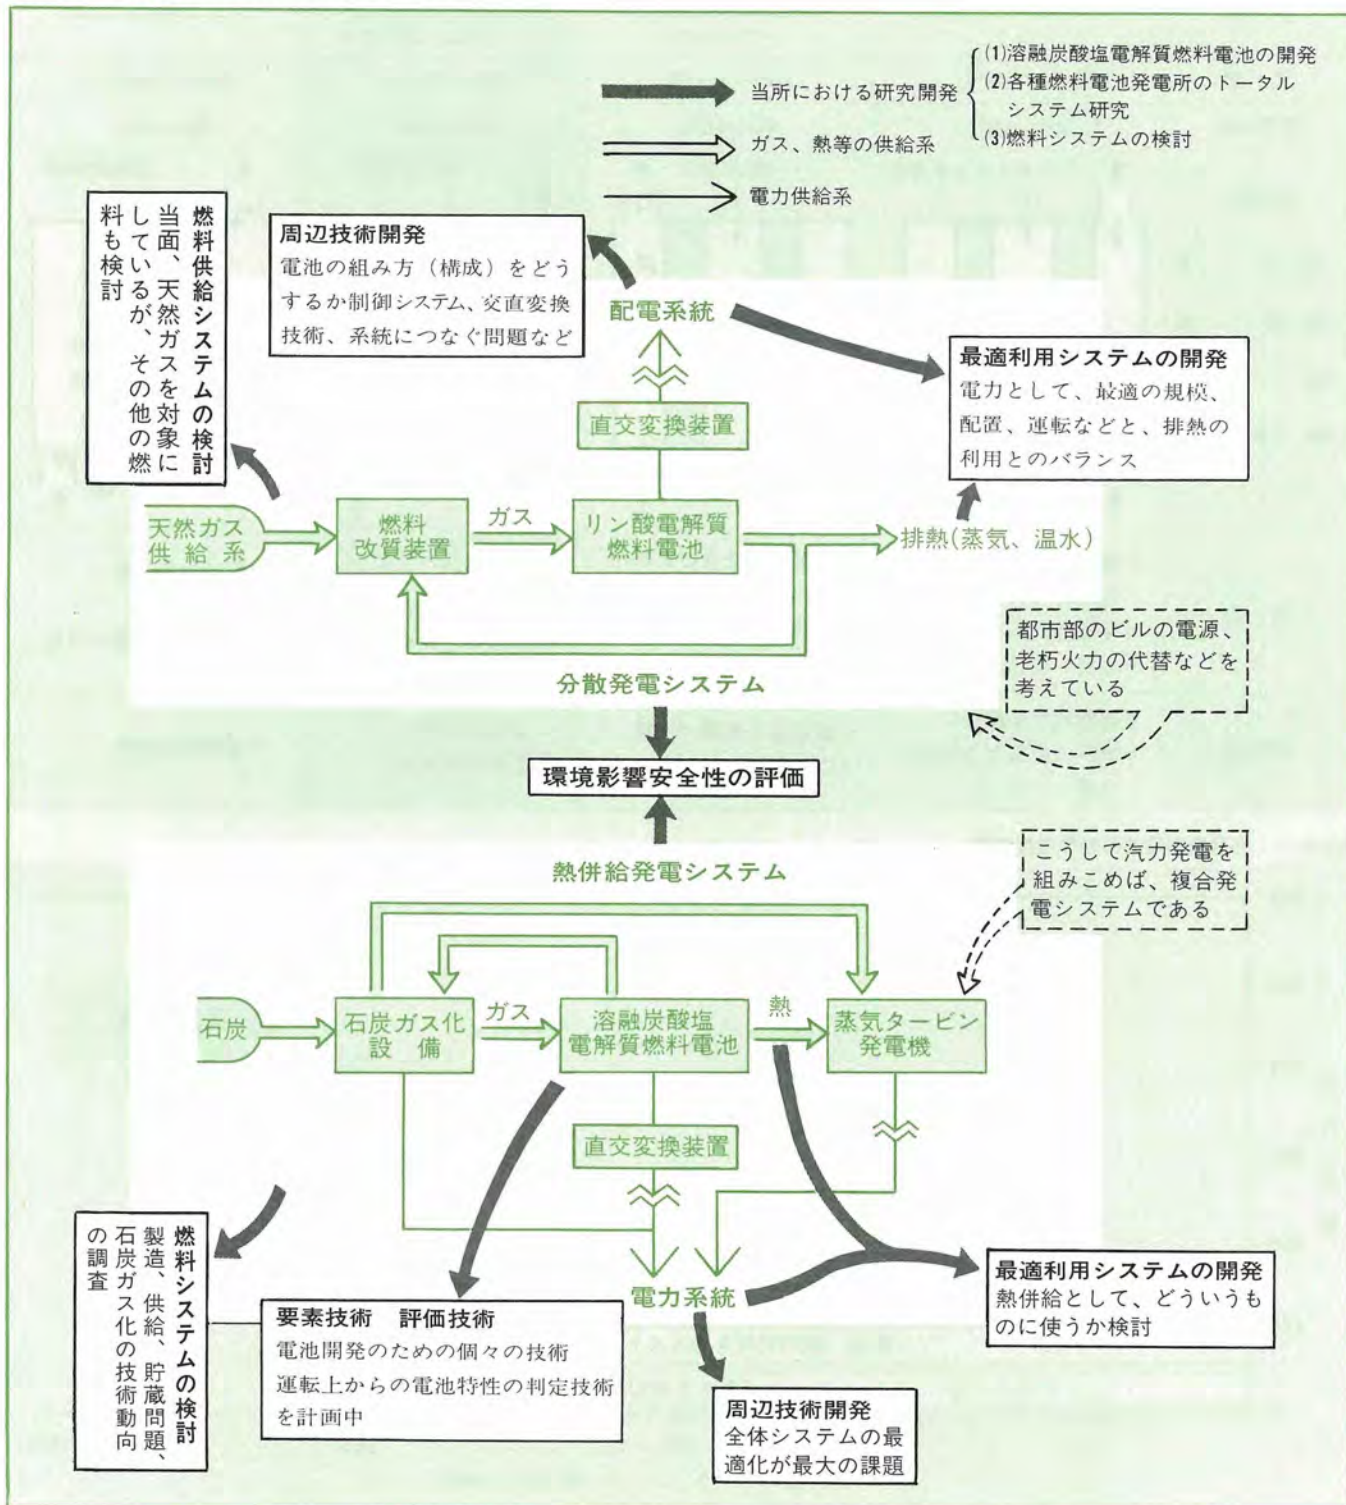 当所における研究開発
(1)溶融炭酸塩電解質燃料電池の開発
(2)各種燃料電池発電所のトータル
システム研究
(3)燃料システムの検討
ガス、熱等の供給系
電力供給系
燃料供給システムの検討
当面、天然ガスを対象に
しているが、その他の燃
料も検討
周辺技術開発
電池の組み方（構成）をどう
するか制御システム、交直変換
技術、系統につなぐ問題など
配電系統
最適利用システムの開発
電力として、最適の規模、
配置、運転などと、排熱の
利用とのバランス
直交変換装置
天然ガス
供給系
燃料
改質装置
ガス
リン酸電解質
燃料電池
排熱(蒸気、温水)
都市部のビルの電源、
老朽火力の代替などを
考えている
分散発電システム
環境影響安全性の評価
熱併給発電システム
こうして汽力発電を
組みこめば、複合発
電システムである
石炭
石炭ガス化
設備
ガス
溶融炭酸塩
電解質燃料電池
熱
蒸気タービン
発電機
直交変換装置
電力系統
燃料システムの検討
製造、供給、貯蔵問題、
石炭ガス化の技術動向
の調査
要素技術　評価技術
電池開発のための個々の技術
運転上からの電池特性の判定技術
を計画中
最適利用システムの開発
熱併給として、どういうも
のに使うか検討
周辺技術開発
全体システムの最
適化が最大の課題